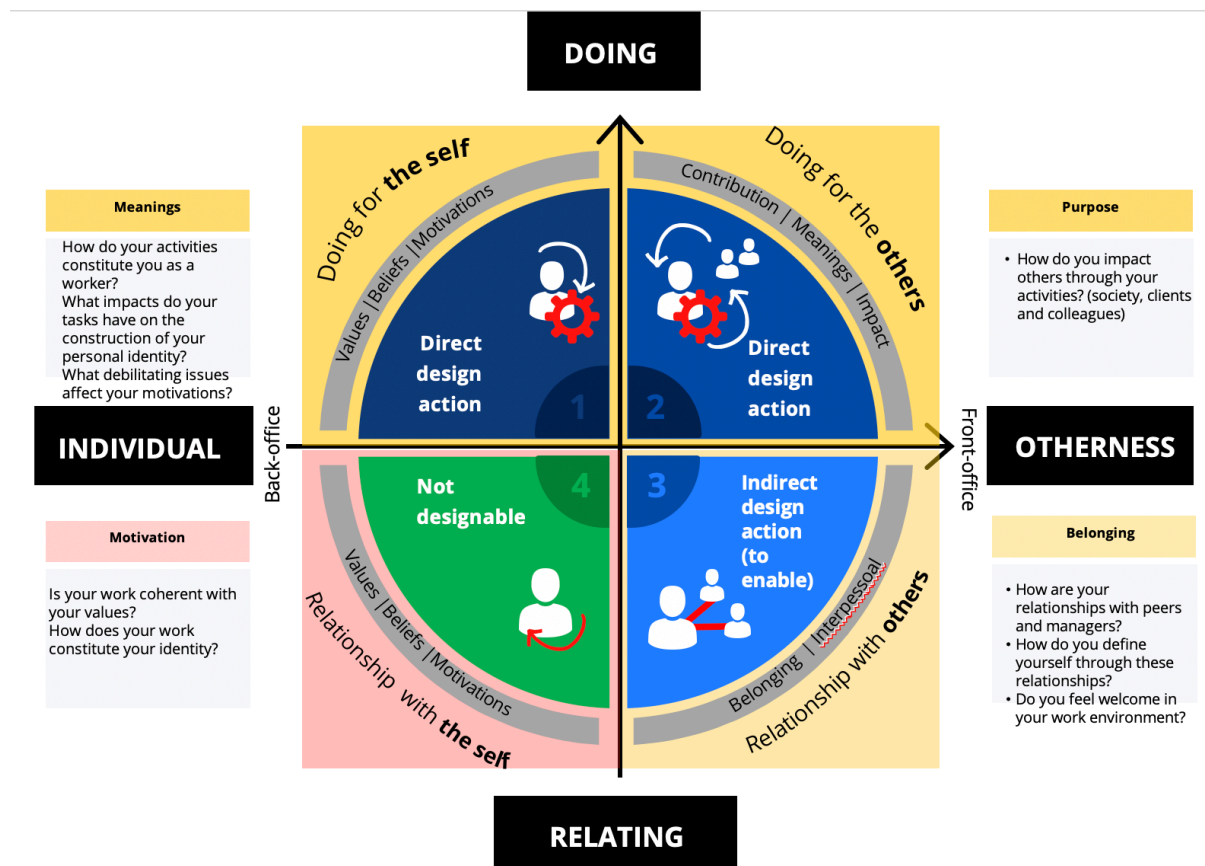 DOING
Doing for the self
Values |Beliefs |Motivations
Doing for the others
Contribution | Meanings | Impact
Meanings
How do your activities
constitute you as a
worker?
What impacts do your
tasks have on the
construction of your
personal identity?
What debilitating issues
affect your motivations?
Direct
design
action
1
Direct
design
action
2
Purpose
• How do you impact
others through your
activities? (society, clients
and colleagues)
INDIVIDUAL
Back-office
Front-office
OTHERNESS
Motivation
Is your work coherent with
your values?
How does your work
constitute your identity?
Not
designable
4
Values |Beliefs |Motivations
Relationship with the self
3
Indirect
design
action
(to
enable)
Belonging | Interpessoal
Relationship with others
Belonging
• How are your
relationships with peers
and managers?
• How do you define
yourself through these
relationships?
• Do you feel welcome in
your work environment?
RELATING